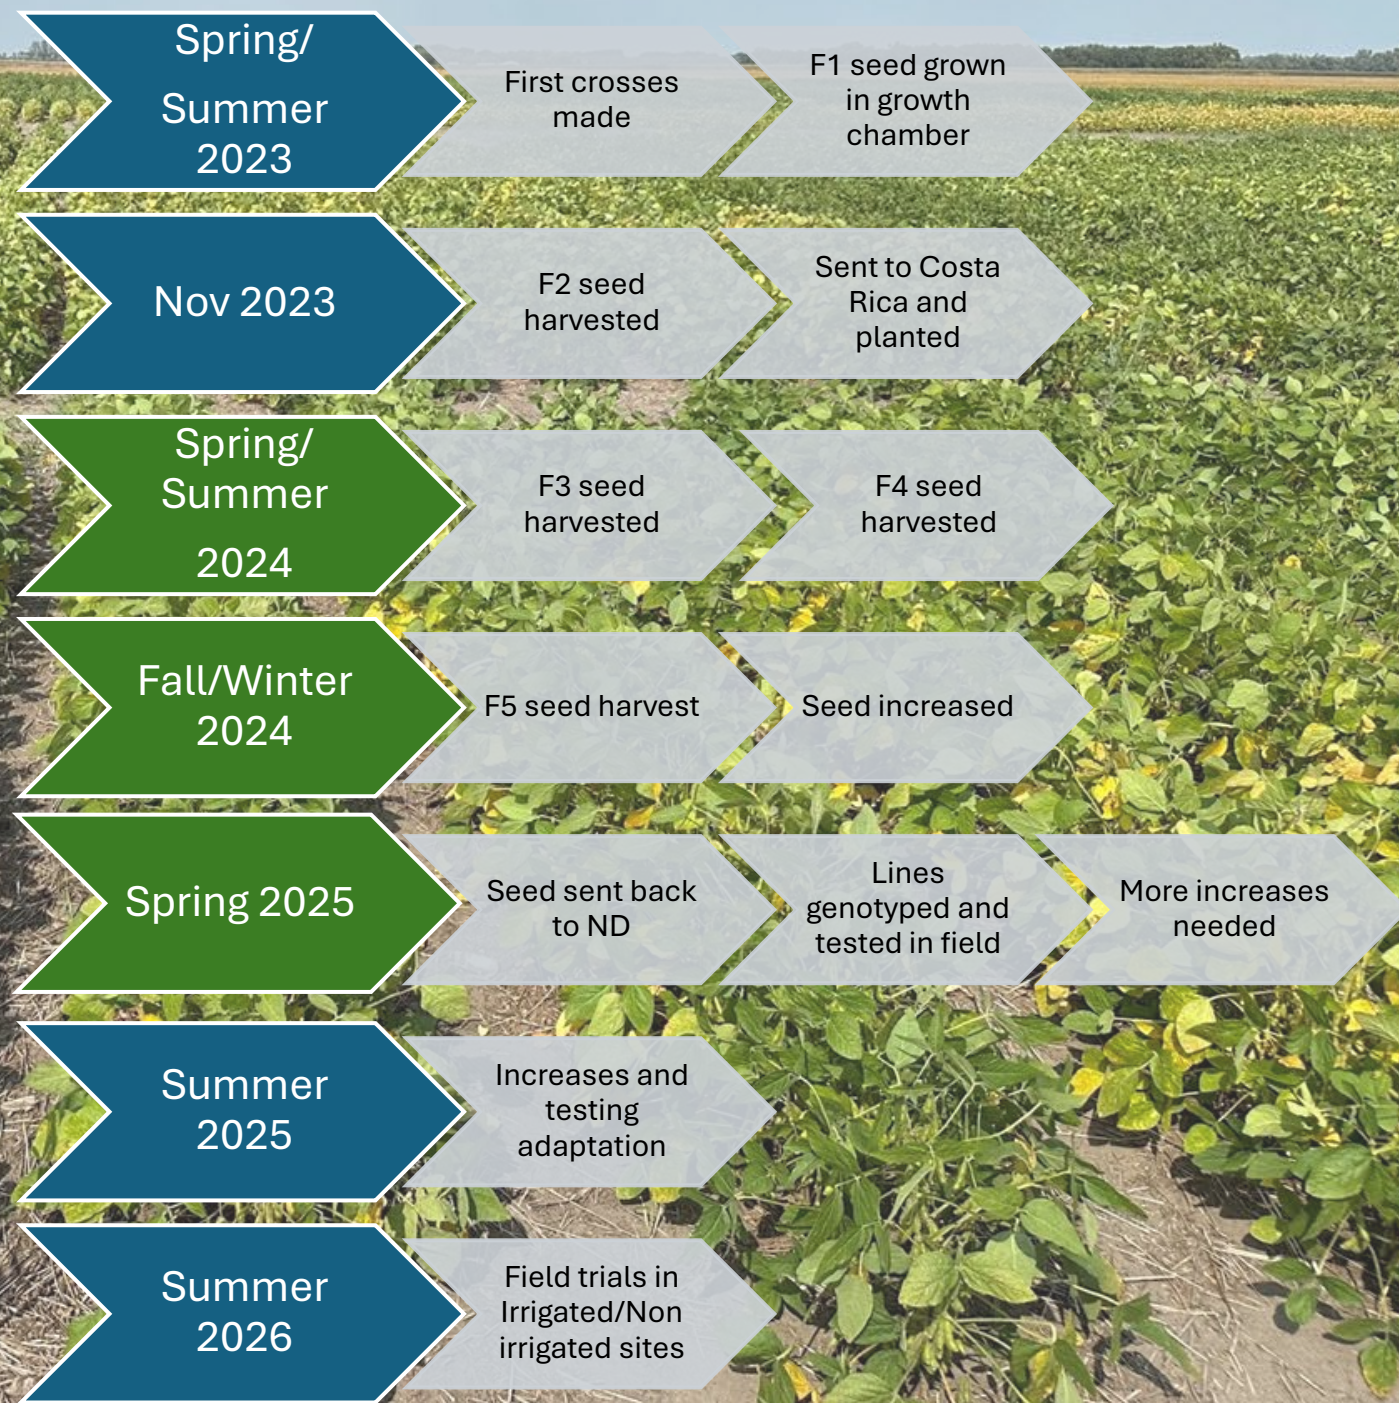 Spring/
Summer
2023
First crosses
made
F1 seed grown
in growth
chamber
Nov 2023
F2 seed
harvested
Sent to Costa
Rica and
planted
Spring/
Summer
2024
F3 seed
harvested
F4 seed
harvested
Fall/Winter
2024
F5 seed harvest
Seed increased
Spring 2025
Seed sent back
to ND
Lines
genotyped and
tested in field
More increases
needed
Summer
2025
Increases and
testing
adaptation
Summer
2026
Field trials in
Irrigated/Non
irrigated sites